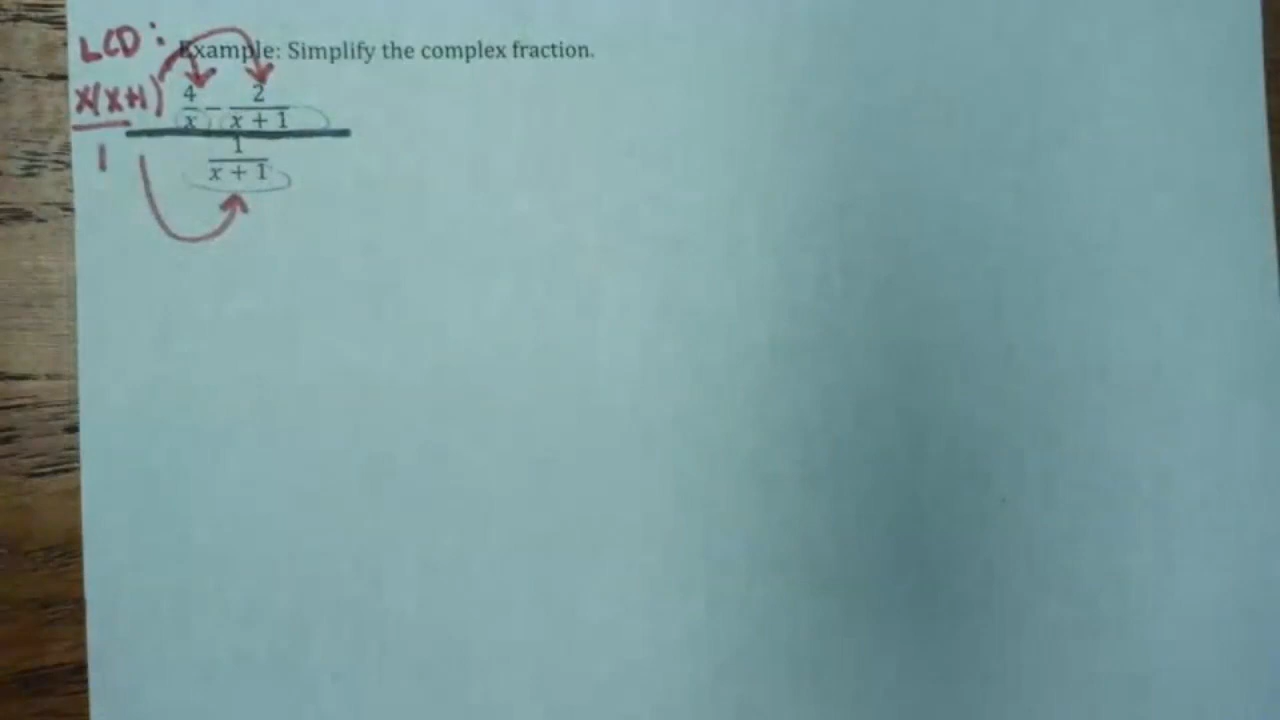 LCD:
Example: Simplify the complex fraction.
x(x+1)
1
4/x − 2/(x + 1)
1/(x + 1)